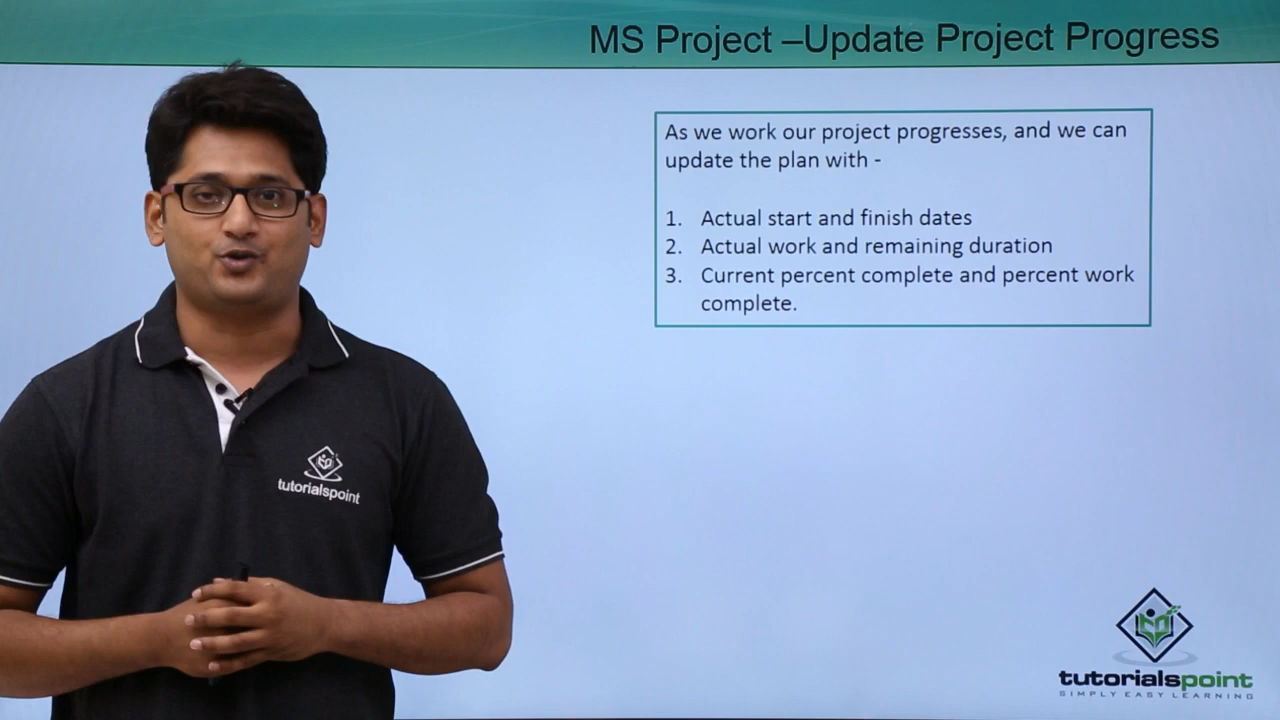 MS Project –Update Project Progress
As we work our project progresses, and we can
update the plan with -
1. Actual start and finish dates
2. Actual work and remaining duration
3. Current percent complete and percent work
complete.
tutorialspoint
tutorialspoint
SIMPLY EASY LEARNING